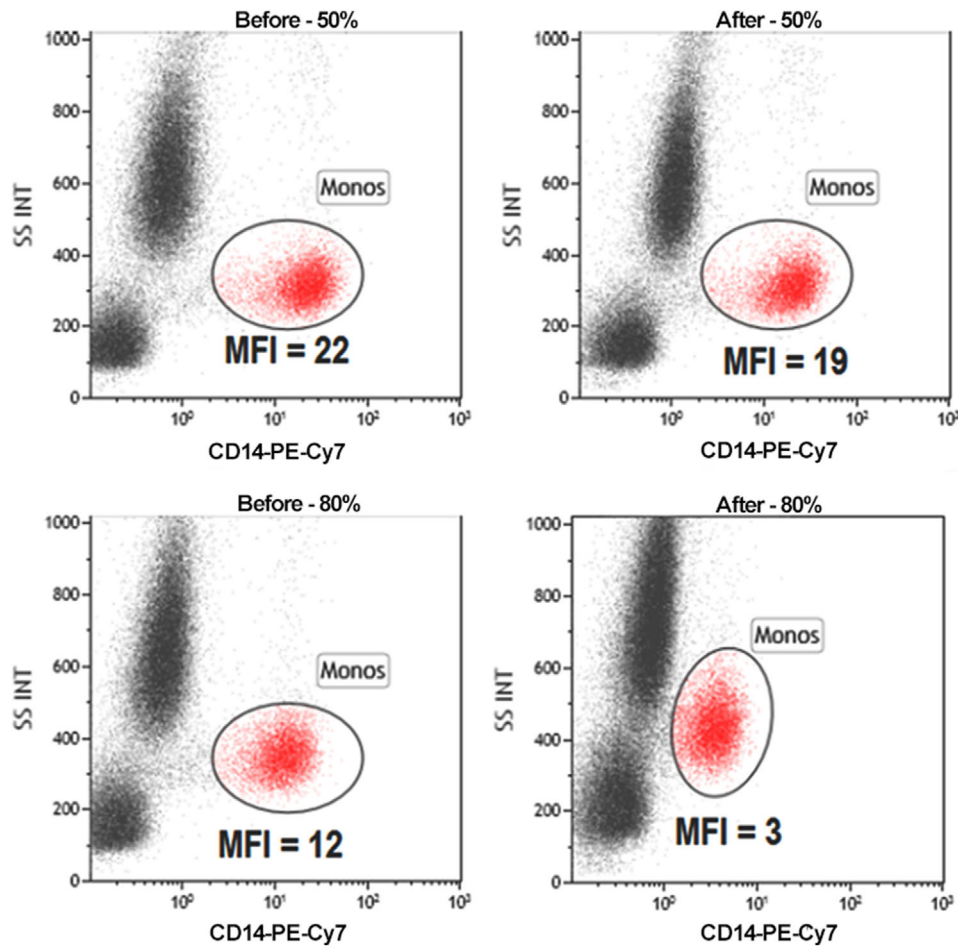 Before - 50%
1000
800
600
400
200
0
SS INT
Monos
MFI = 22
10⁰
10¹
10²
10³
CD14-PE-Cy7
After - 50%
1000
800
600
400
200
0
SS INT
Monos
MFI = 19
10⁰
10¹
10²
10³
CD14-PE-Cy7
Before - 80%
1000
800
600
400
200
0
SS INT
Monos
MFI = 12
10⁰
10¹
10²
10³
CD14-PE-Cy7
After - 80%
1000
800
600
400
200
0
SS INT
Monos
MFI = 3
10⁰
10¹
10²
10³
CD14-PE-Cy7